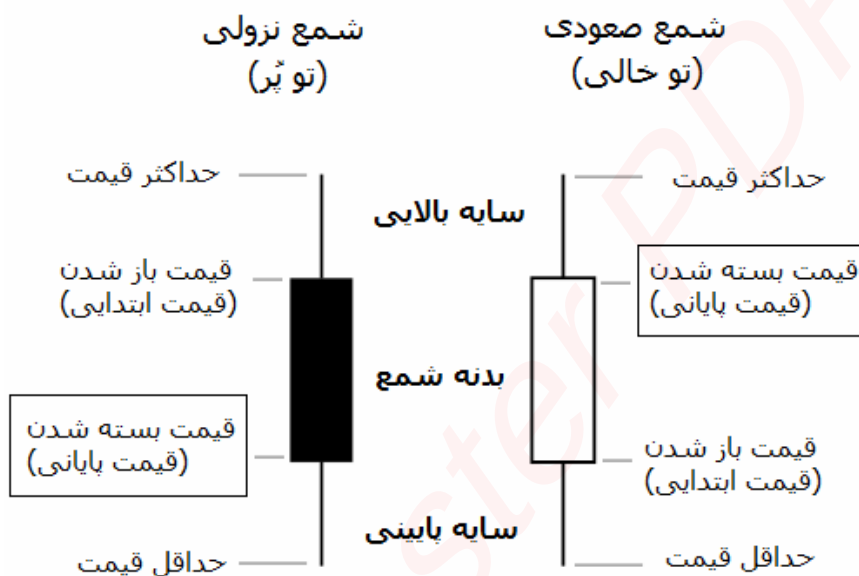 شمع صعودی
(تو خالی)
شمع نزولی
(تو پُر)
حداکثر قیمت
حداکثر قیمت
سایه بالایی
قیمت بسته شدن
(قیمت پایانی)
قیمت باز شدن
(قیمت ابتدایی)
بدنه شمع
قیمت باز شدن
(قیمت ابتدایی)
قیمت بسته شدن
(قیمت پایانی)
سایه پایینی
حداقل قیمت
حداقل قیمت
ster PDF